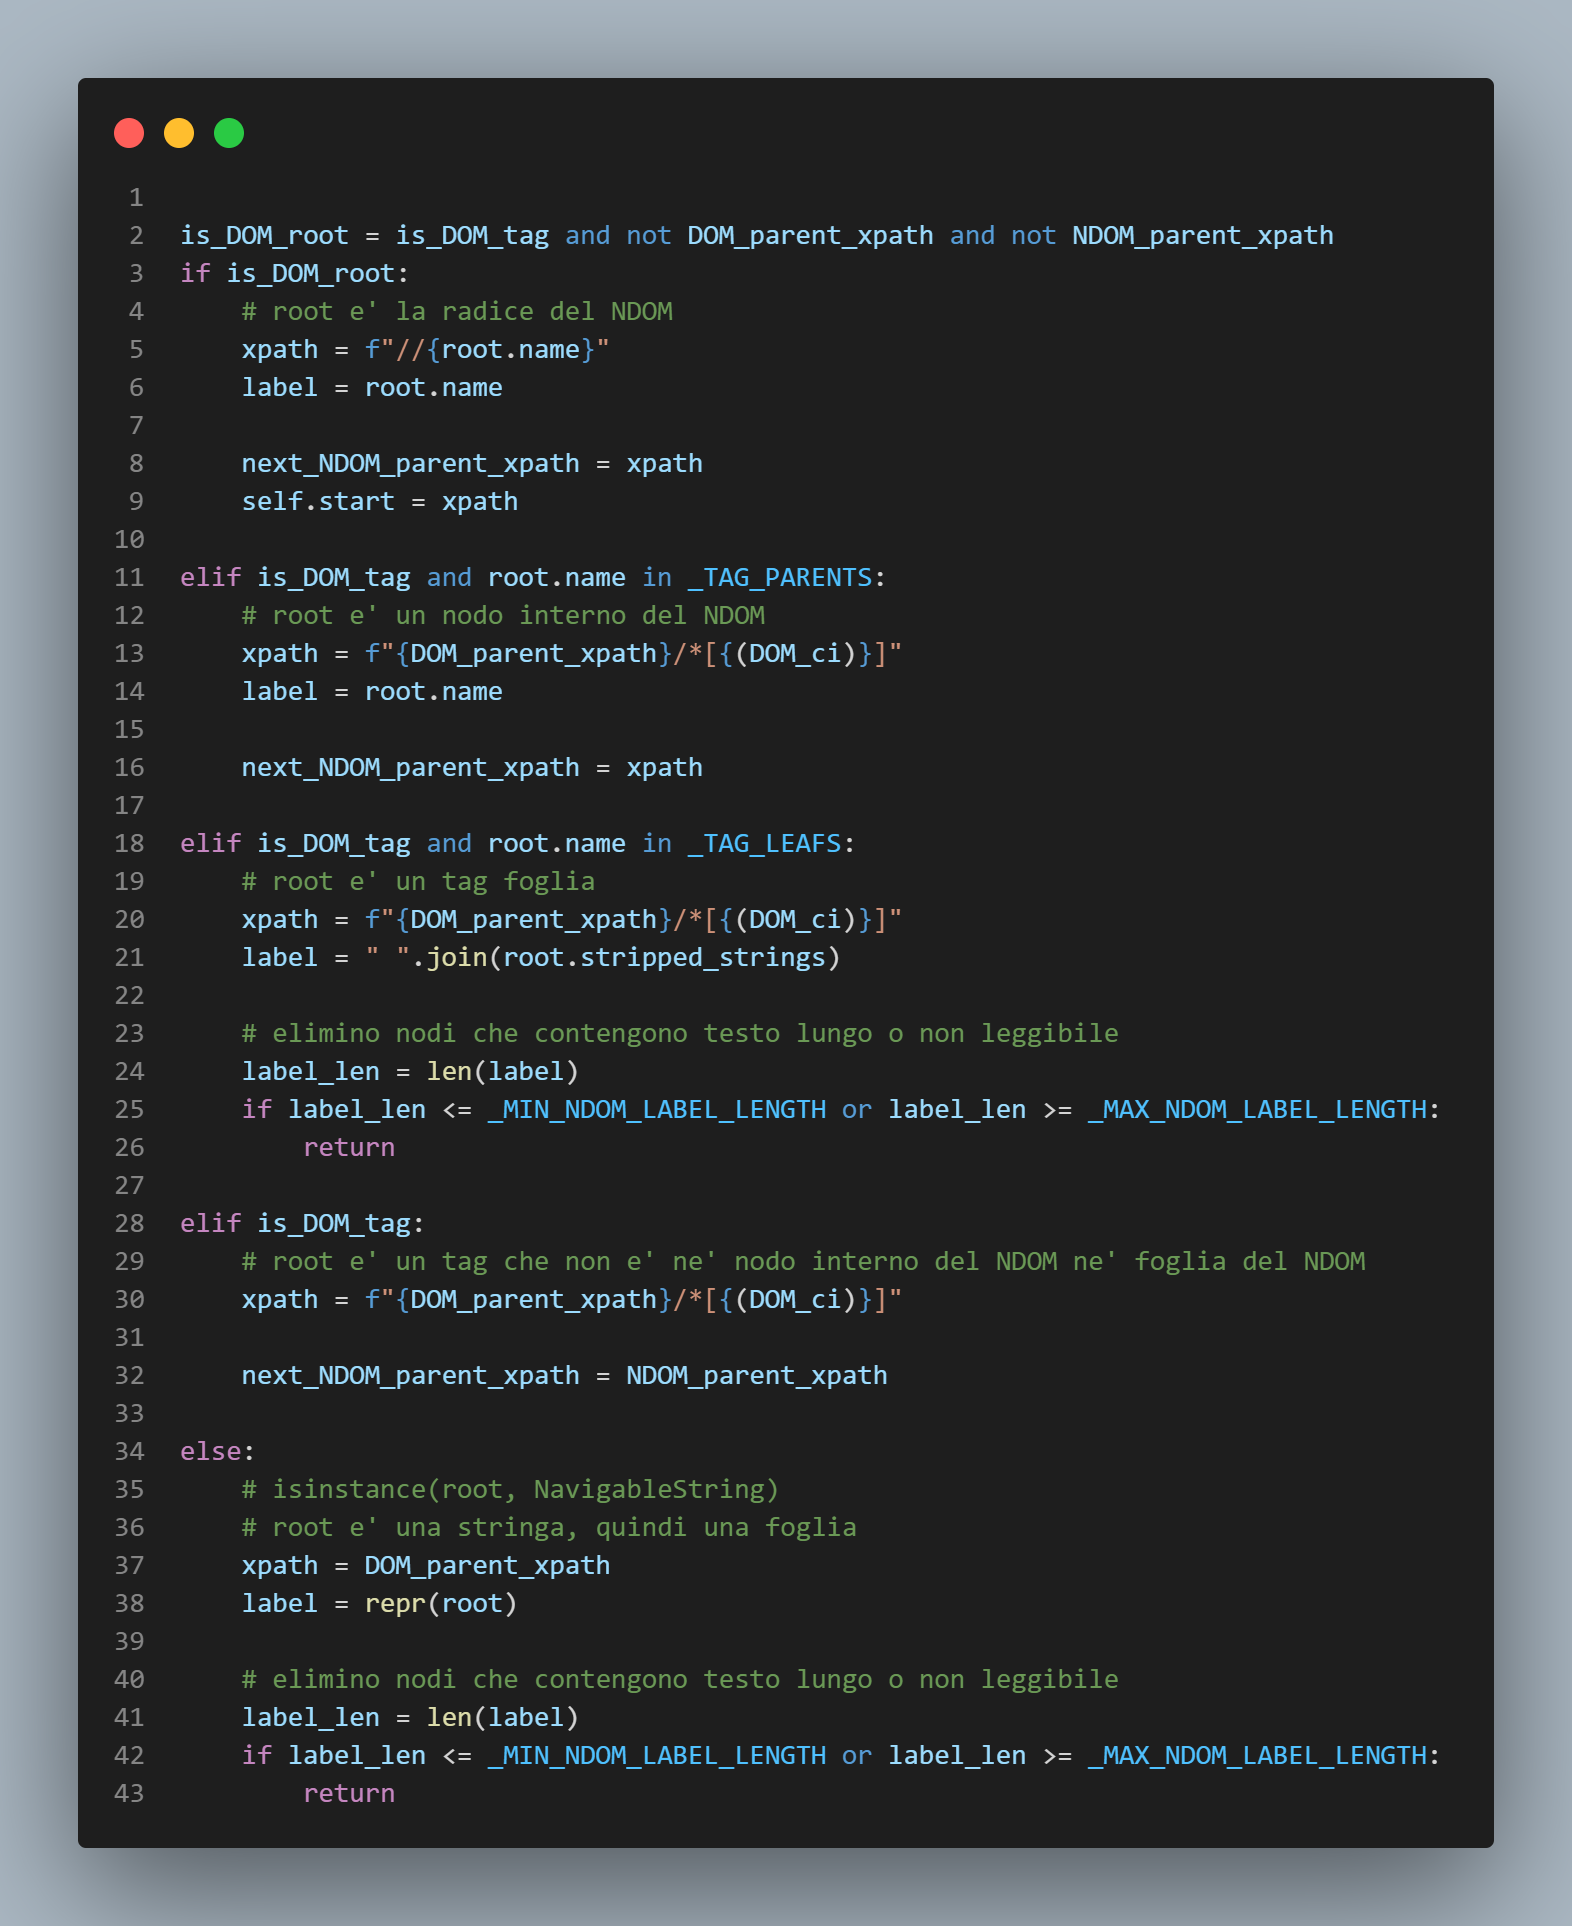 1
2 is_DOM_root = is_DOM_tag and not DOM_parent_xpath and not NDOM_parent_xpath
3 if is_DOM_root:
4     # root e' la radice del NDOM
5     xpath = f"//{root.name}"
6     label = root.name
7
8     next_NDOM_parent_xpath = xpath
9     self.start = xpath
10
11 elif is_DOM_tag and root.name in _TAG_PARENTS:
12     # root e' un nodo interno del NDOM
13     xpath = f"{DOM_parent_xpath}/*[{(DOM_ci)}]"
14     label = root.name
15
16     next_NDOM_parent_xpath = xpath
17
18 elif is_DOM_tag and root.name in _TAG_LEAFS:
19     # root e' un tag foglia
20     xpath = f"{DOM_parent_xpath}/*[{(DOM_ci)}]"
21     label = " ".join(root.stripped_strings)
22
23     # elimino nodi che contengono testo lungo o non leggibile
24     label_len = len(label)
25     if label_len <= _MIN_NDOM_LABEL_LENGTH or label_len >= _MAX_NDOM_LABEL_LENGTH:
26         return
27
28 elif is_DOM_tag:
29     # root e' un tag che non e' ne' nodo interno del NDOM ne' foglia del NDOM
30     xpath = f"{DOM_parent_xpath}/*[{(DOM_ci)}]"
31
32     next_NDOM_parent_xpath = NDOM_parent_xpath
33
34 else:
35     # isinstance(root, NavigableString)
36     # root e' una stringa, quindi una foglia
37     xpath = DOM_parent_xpath
38     label = repr(root)
39
40     # elimino nodi che contengono testo lungo o non leggibile
41     label_len = len(label)
42     if label_len <= _MIN_NDOM_LABEL_LENGTH or label_len >= _MAX_NDOM_LABEL_LENGTH:
43         return